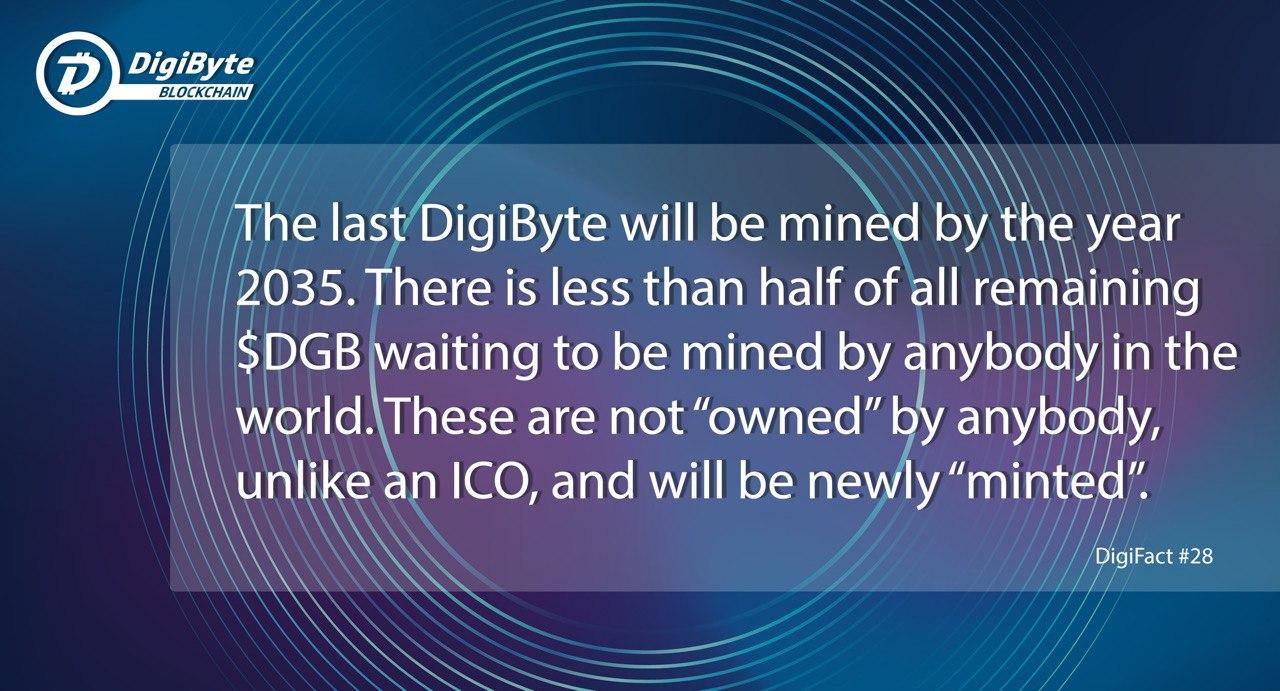 DigiByte
BLOCKCHAIN
The last DigiByte will be mined by the year
2035. There is less than half of all remaining
$DGB waiting to be mined by anybody in the
world. These are not “owned” by anybody,
unlike an ICO, and will be newly “minted”.
DigiFact #28